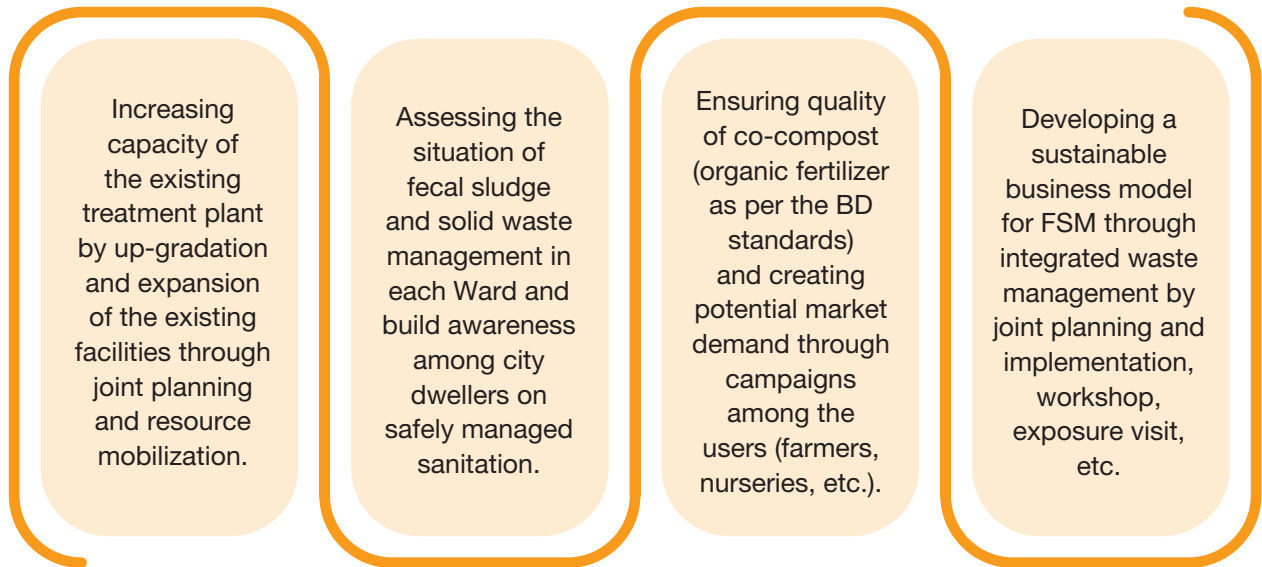 Increasing
capacity of
the existing
treatment plant
by up-gradation
and expansion
of the existing
facilities through
joint planning
and resource
mobilization.
Assessing the
situation of
fecal sludge
and solid waste
management in
each Ward and
build awareness
among city
dwellers on
safely managed
sanitation.
Ensuring quality
of co-compost
(organic fertilizer
as per the BD
standards)
and creating
potential market
demand through
campaigns
among the
users (farmers,
nurseries, etc.).
Developing a
sustainable
business model
for FSM through
integrated waste
management by
joint planning and
implementation,
workshop,
exposure visit,
etc.